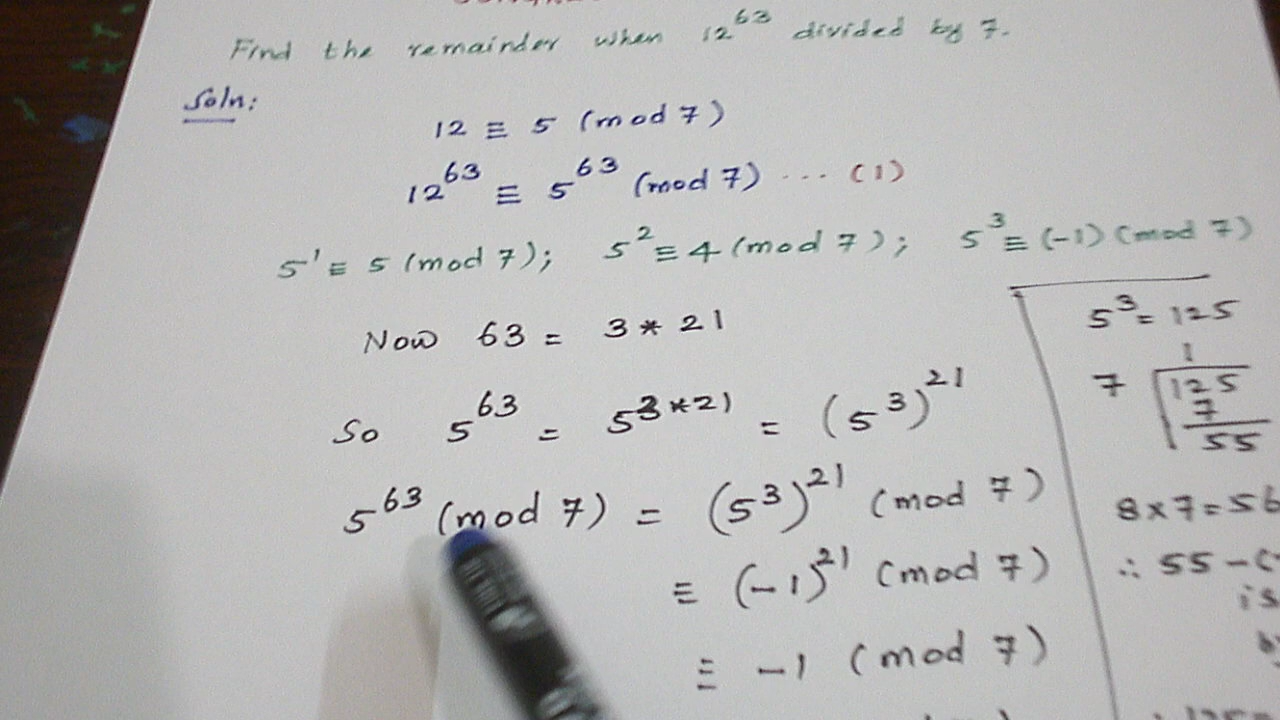 Find the remainder when 12^63 divided by 7.
Soln:
12 ≡ 5 (mod 7)
12^63 ≡ 5^63 (mod 7) ... (1)
5^1 ≡ 5 (mod 7); 5^2 ≡ 4 (mod 7); 5^3 ≡ (-1) (mod 7)
Now 63 = 3 * 21
So 5^63 = 5^3*21 = (5^3)^21
5^63 (mod 7) = (5^3)^21 (mod 7)
≡ (-1)^21 (mod 7)
≡ -1 (mod 7)
5^3 = 125
1
7 125
7
55
8x7=56
∴ 55 - (
is